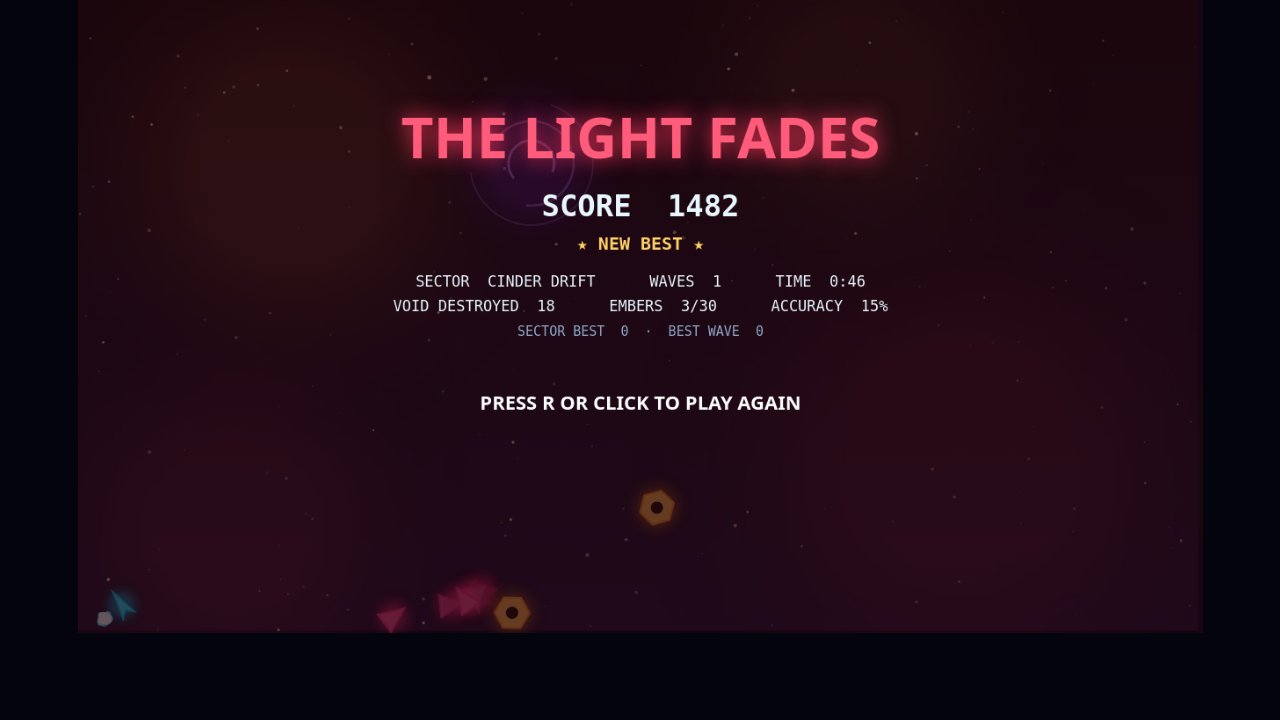 THE LIGHT FADES
SCORE 1482
★ NEW BEST ★
SECTOR CINDER DRIFT WAVES 1 TIME 0:46
VOID DESTROYED 18 EMBERS 3/30 ACCURACY 15%
SECTOR BEST 0 · BEST WAVE 0
PRESS R OR CLICK TO PLAY AGAIN